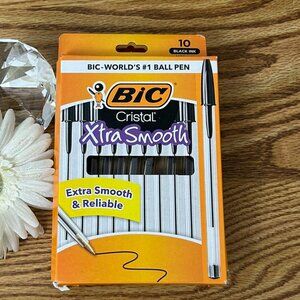 10
BLACK INK
BIC-WORLD'S #1 BALL PEN
BiC
Cristal
Xtra Smooth
Extra Smooth
& Reliable